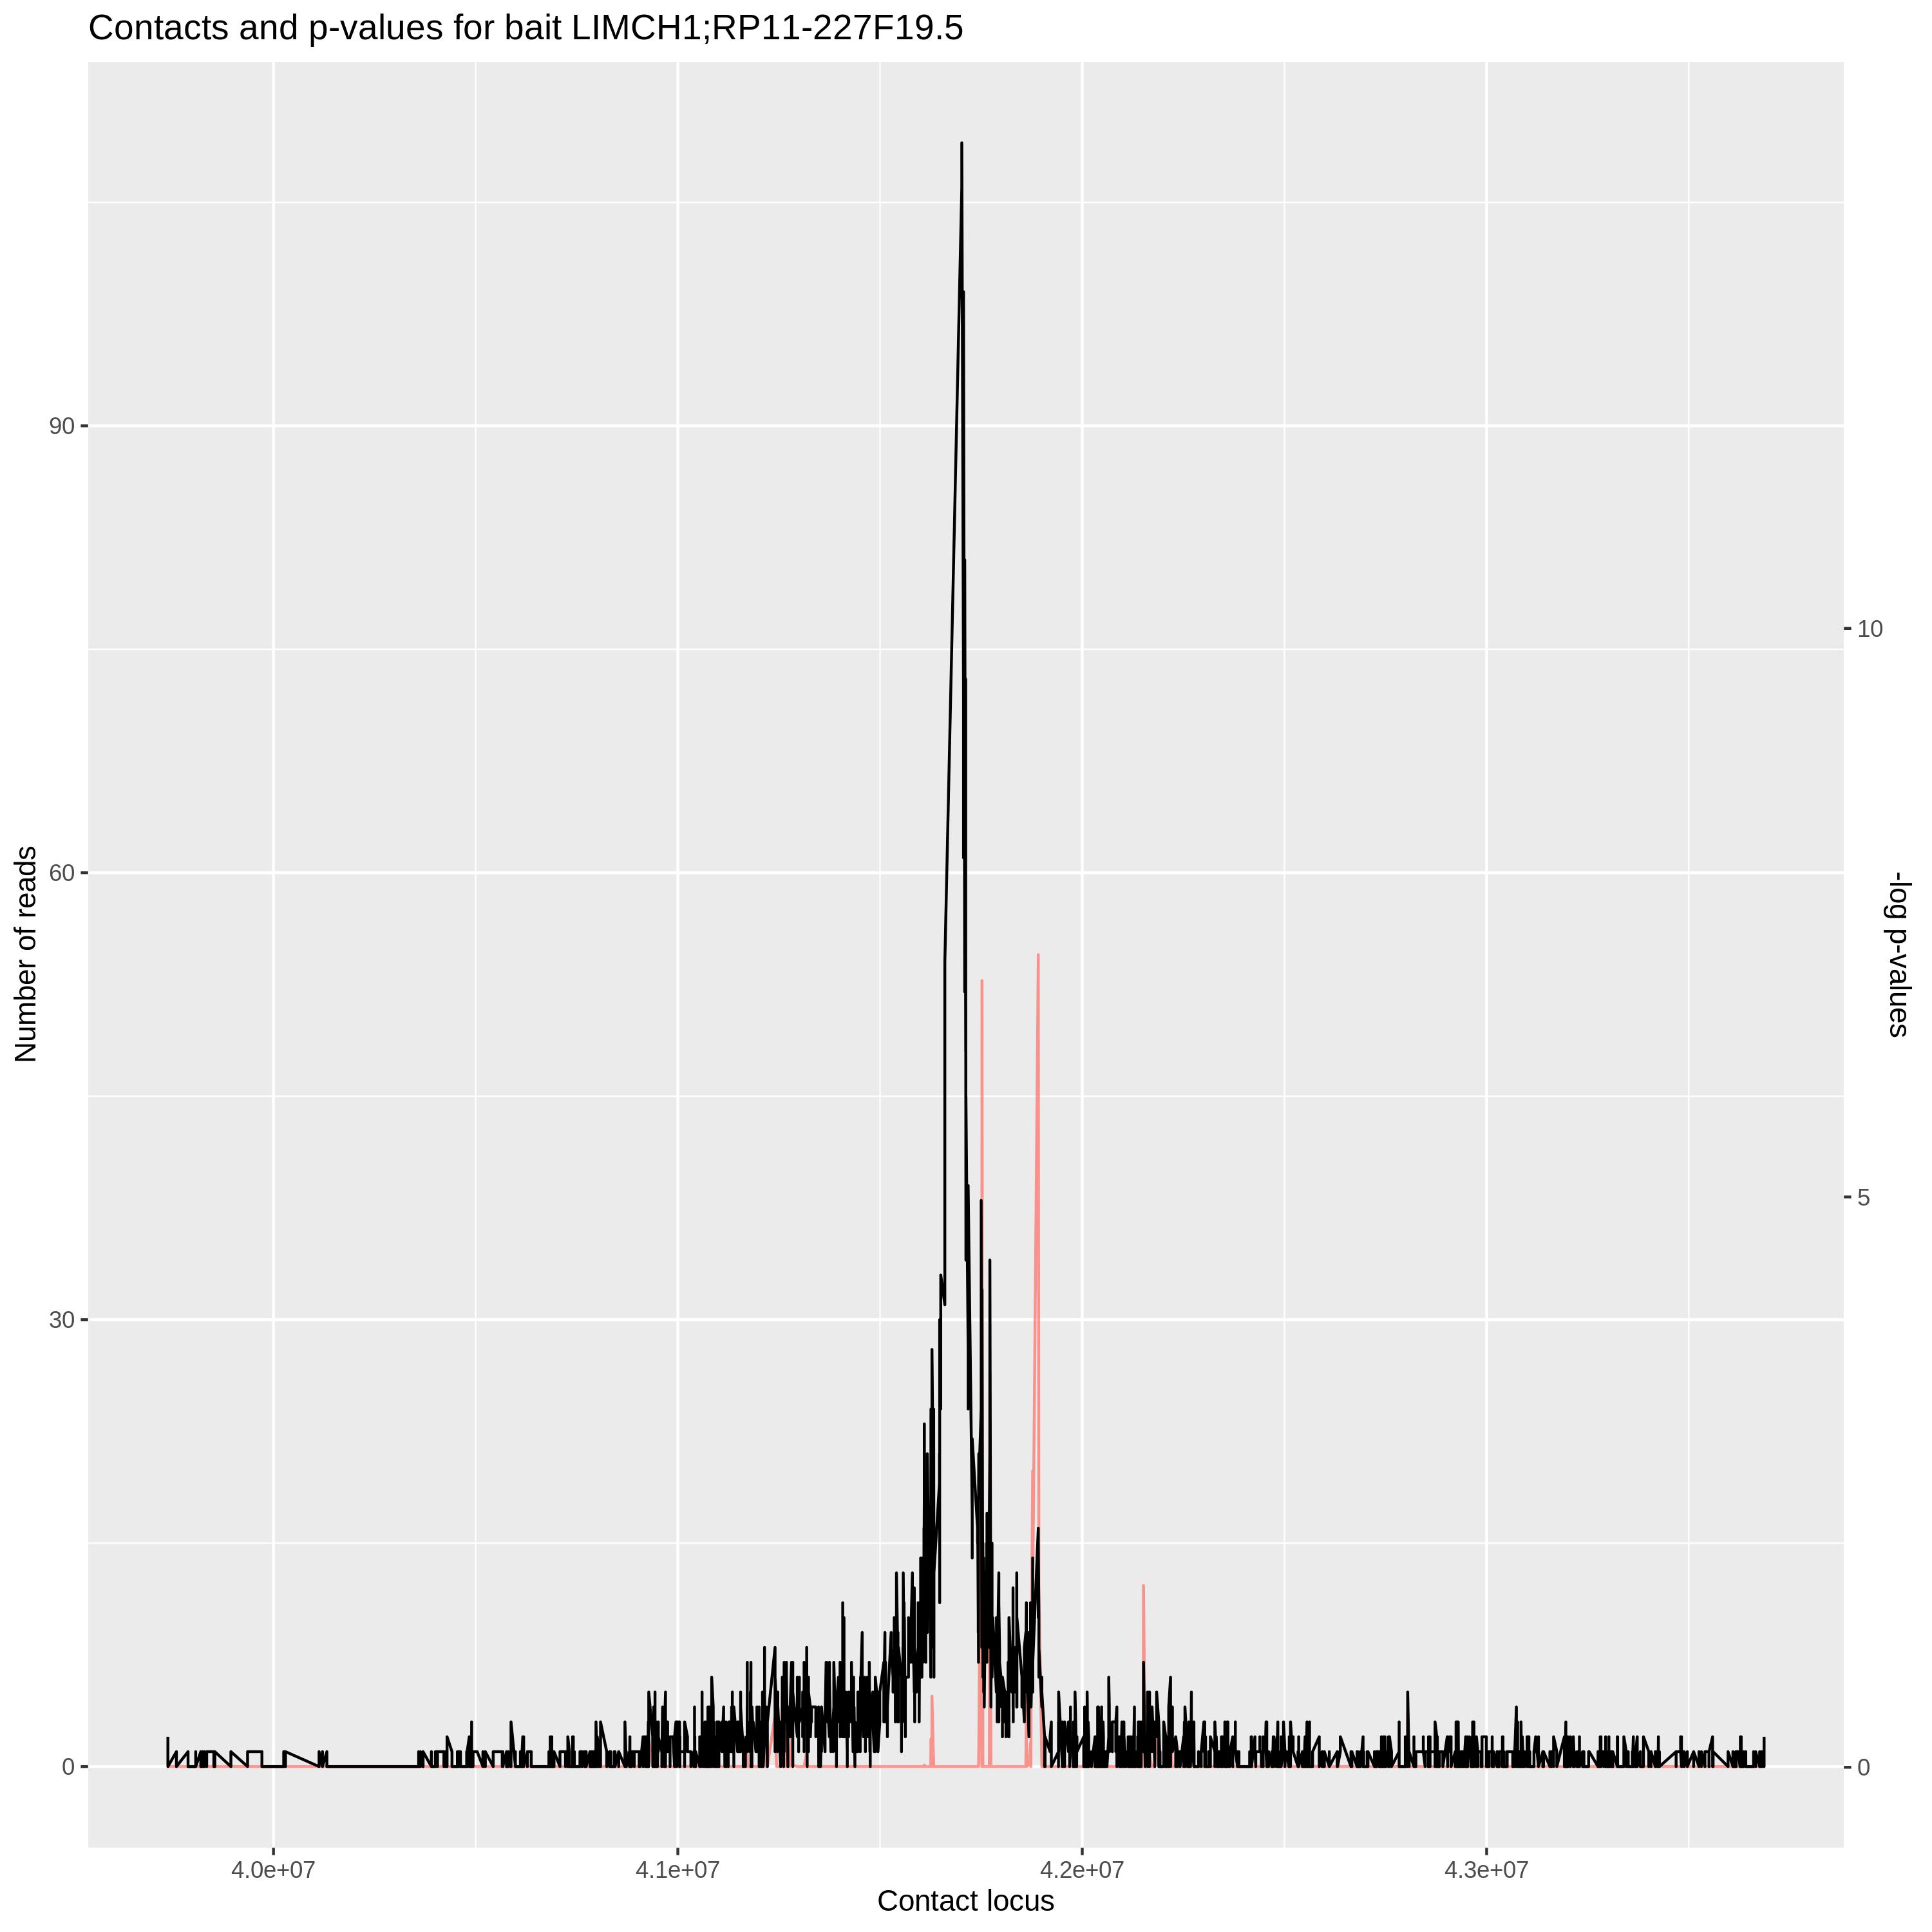 Contacts and p-values for bait LIMCH1;RP11-227F19.5
90
60
30
0
Number of reads
10
5
0
-log p-values
4.0e+07
4.1e+07
4.2e+07
4.3e+07
Contact locus